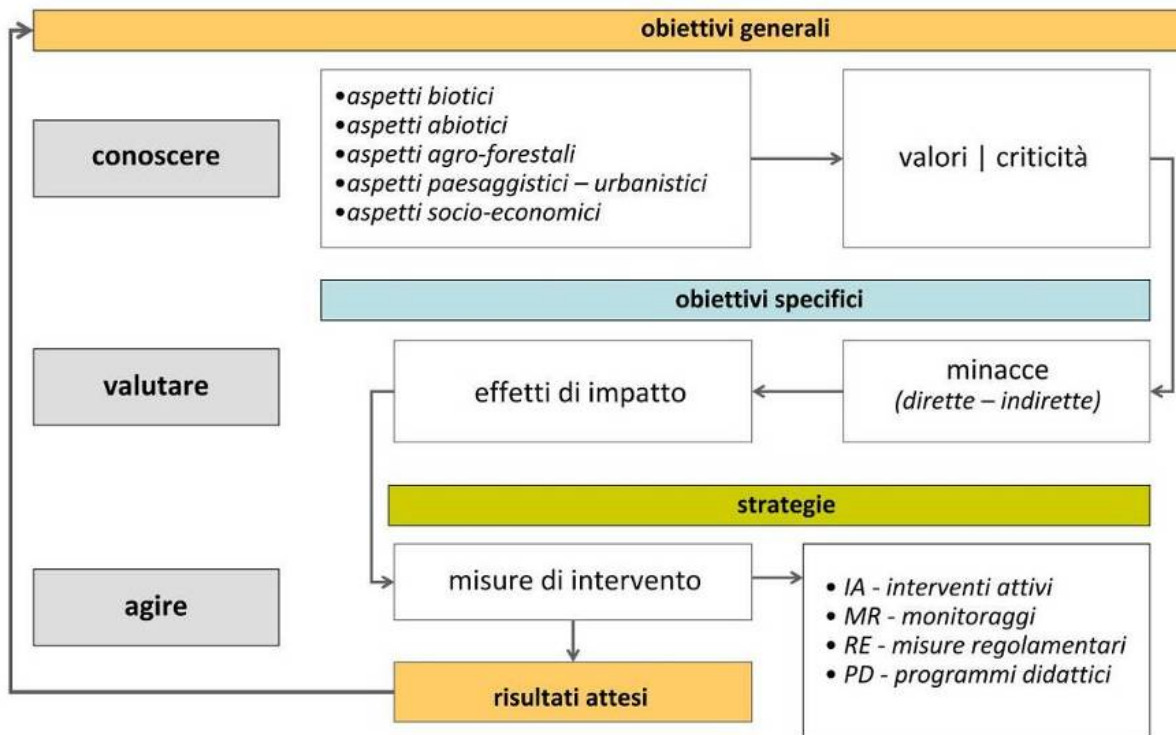 obiettivi generali
conoscere
•aspetti biotici
•aspetti abiotici
•aspetti agro-forestali
•aspetti paesaggistici – urbanistici
•aspetti socio-economici
valori | criticità
obiettivi specifici
valutare
effetti di impatto
minacce
(dirette – indirette)
strategie
agire
misure di intervento
• IA - interventi attivi
• MR - monitoraggi
• RE - misure regolamentari
• PD - programmi didattici
risultati attesi